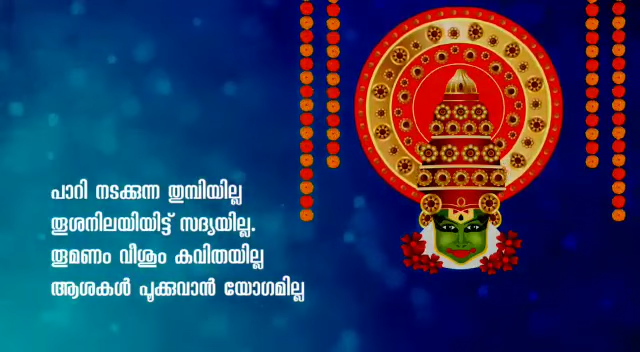 പാറി നടക്കുന്ന തുമ്പിയില്ല
തൂശനിലയിയിട്ട് സദ്യയില്ല.
തൂമണം വീശും കവിതയില്ല
ആശകൾ പൂക്കുവാൻ യോഗമില്ല